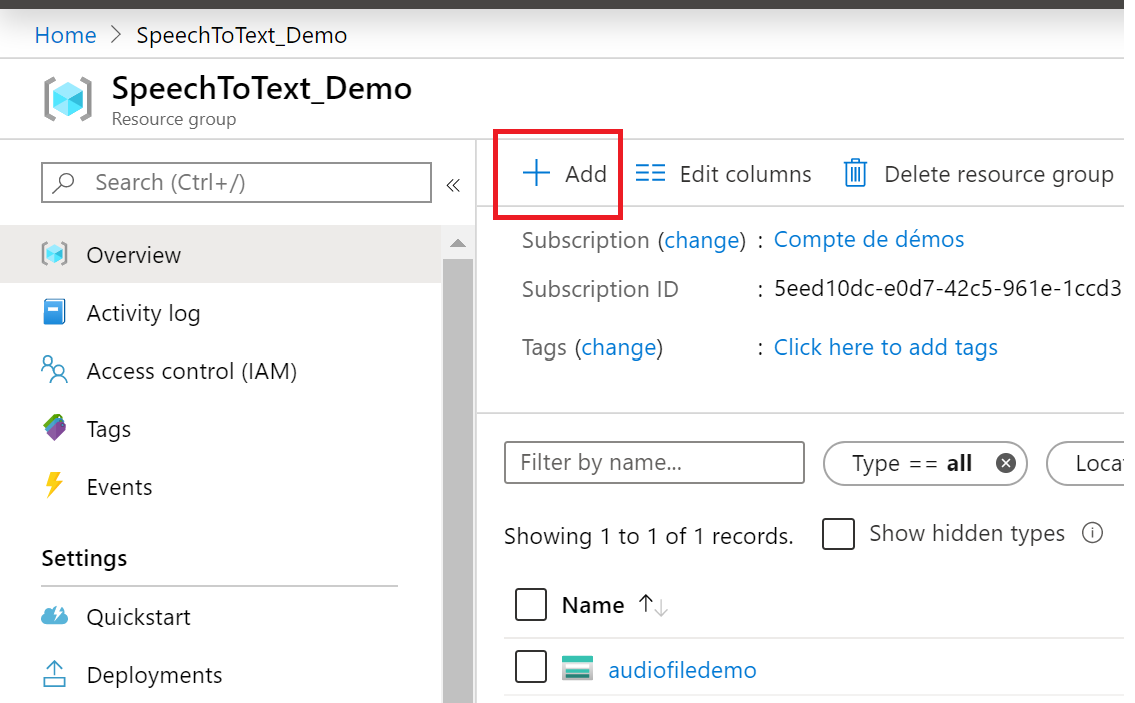 Home > SpeechToText_Demo
SpeechToText_Demo
Resource group
Search (Ctrl+/)
«
+ Add
Edit columns
Delete resource group
Overview
Activity log
Access control (IAM)
Tags
Events
Settings
Quickstart
Deployments
Subscription (change) : Compte de démos
Subscription ID : 5eed10dc-e0d7-42c5-961e-1ccd3
Tags (change) : Click here to add tags
Filter by name...
Type == all
Loca
Showing 1 to 1 of 1 records.
Show hidden types
Name ↑↓
audiofiledemo